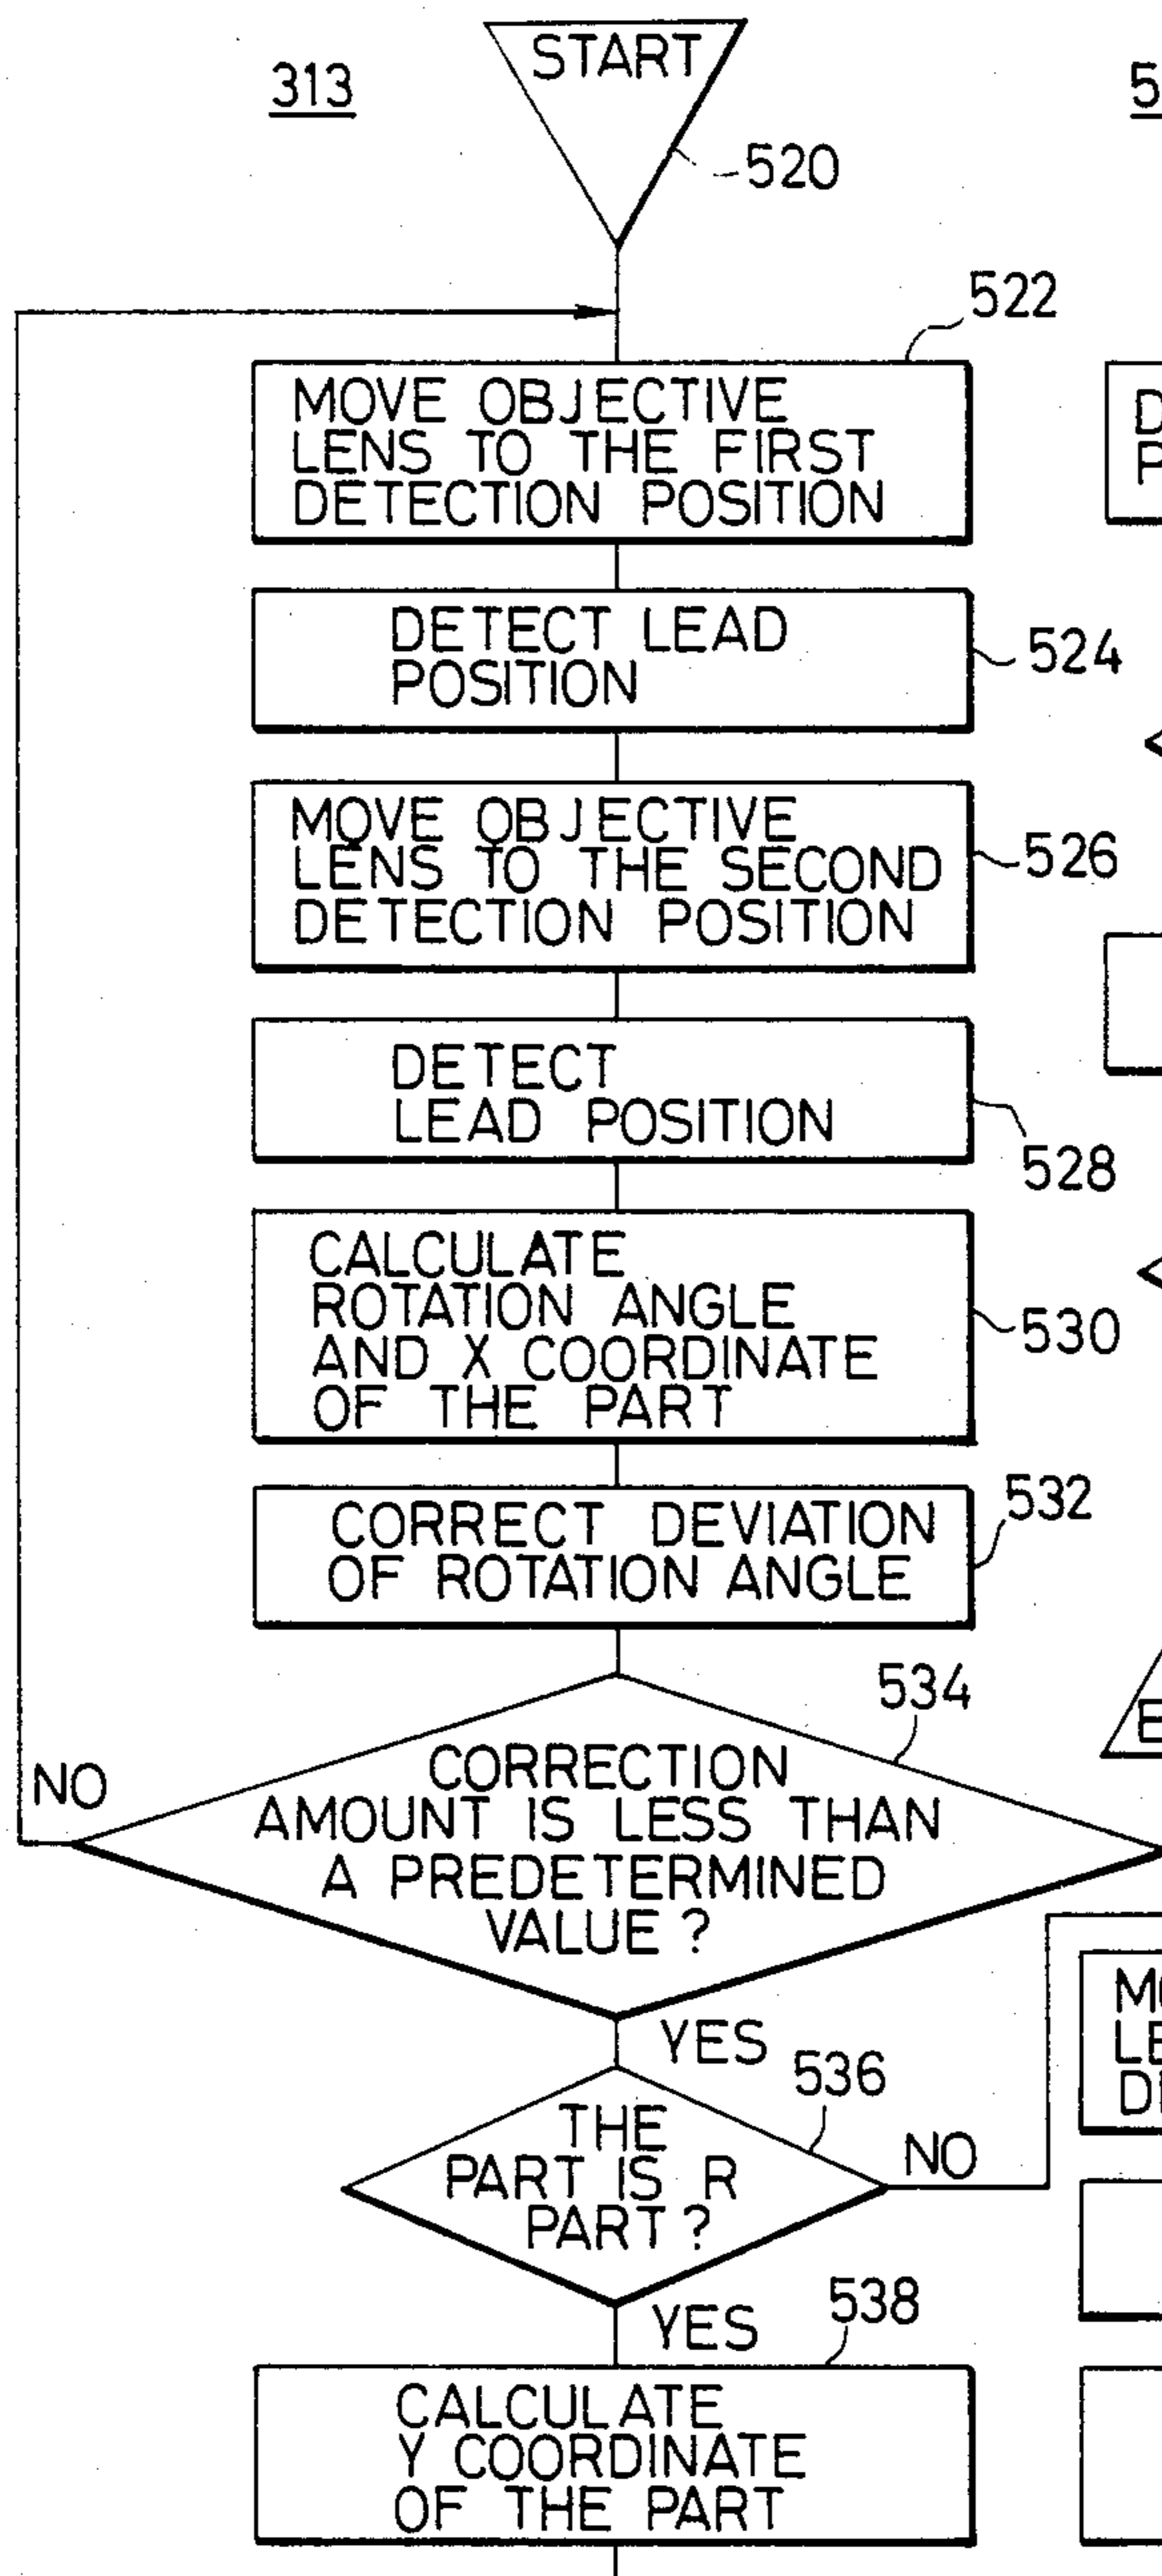 313
START
520
522
MOVE OBJECTIVE
LENS TO THE FIRST
DETECTION POSITION
DETECT LEAD
POSITION
524
MOVE OBJECTIVE
LENS TO THE SECOND
DETECTION POSITION
526
DETECT
LEAD POSITION
528
CALCULATE
ROTATION ANGLE
AND X COORDINATE
OF THE PART
530
CORRECT DEVIATION
OF ROTATION ANGLE
532
534
CORRECTION
AMOUNT IS LESS THAN
A PREDETERMINED
VALUE ?
NO
YES
536
THE
PART IS R
PART ?
NO
YES
538
CALCULATE
Y COORDINATE
OF THE PART